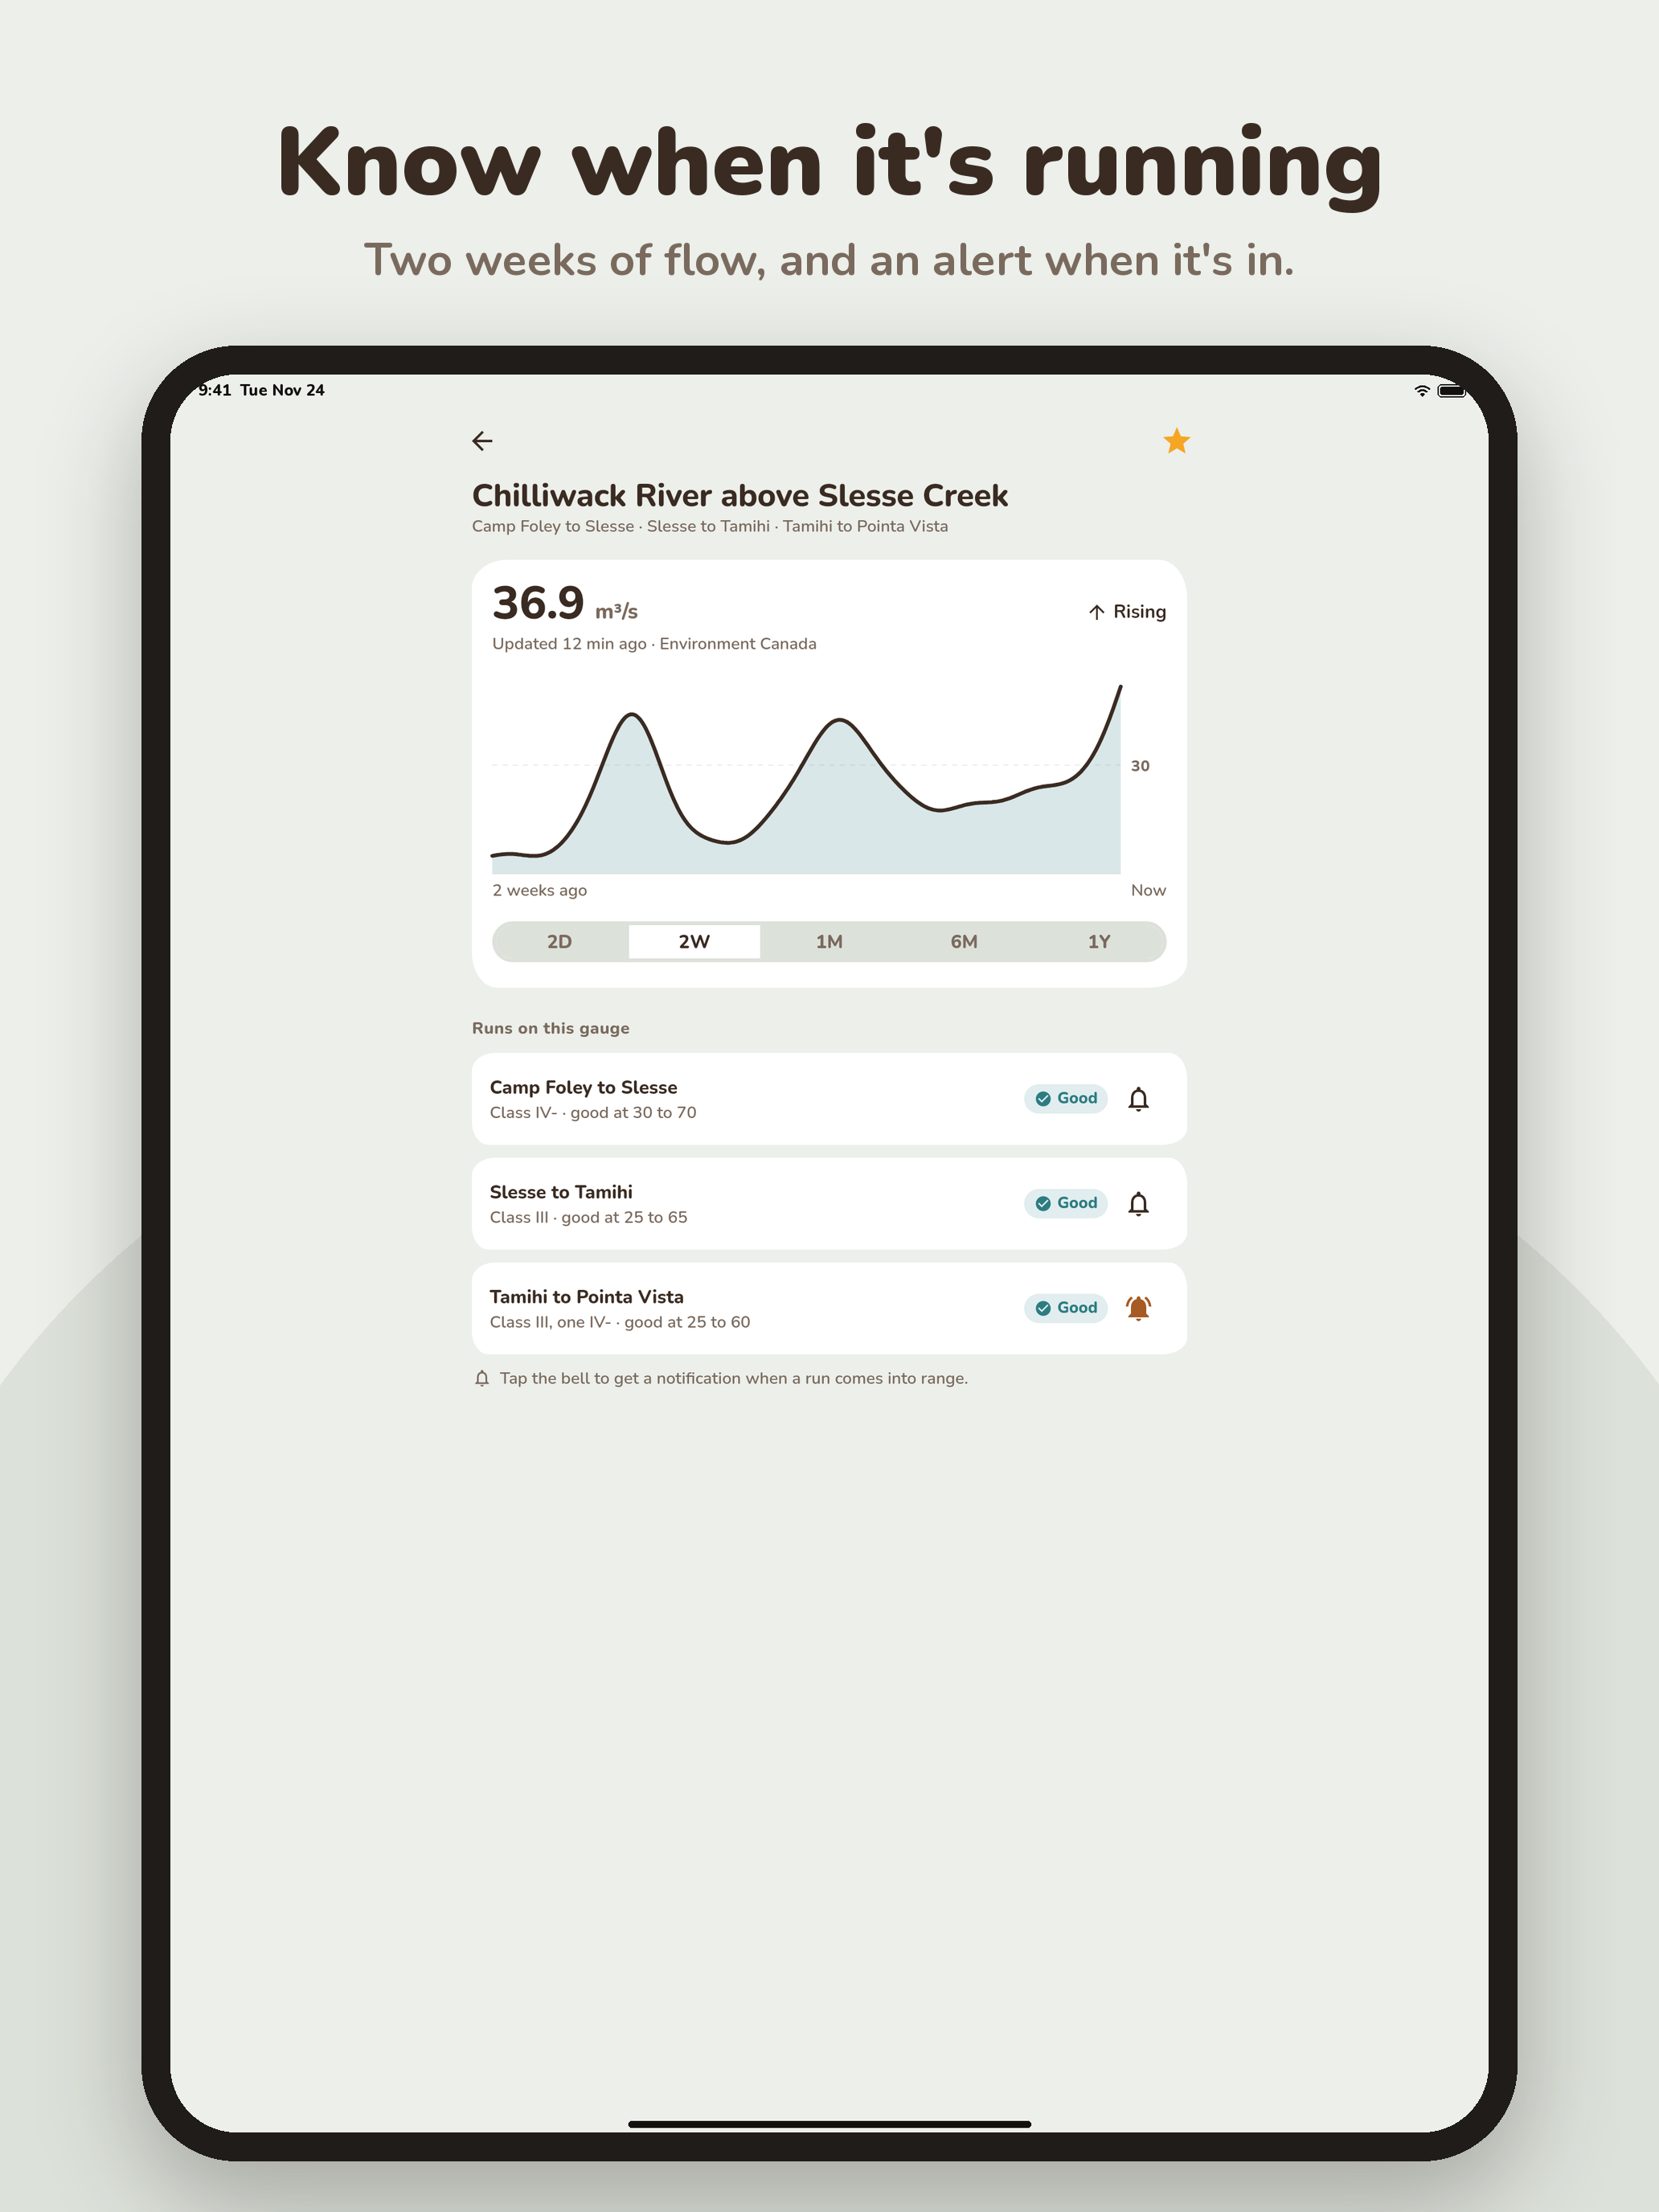 Know when it's running
Two weeks of flow, and an alert when it's in.
9:41 Tue Nov 24
Chilliwack River above Slesse Creek
Camp Foley to Slesse · Slesse to Tamihi · Tamihi to Pointa Vista
36.9 m³/s
Rising
Updated 12 min ago · Environment Canada
30
2 weeks ago
Now
2D 2W 1M 6M 1Y
Runs on this gauge
Camp Foley to Slesse
Class IV- · good at 30 to 70
Good
Slesse to Tamihi
Class III · good at 25 to 65
Good
Tamihi to Pointa Vista
Class III, one IV- · good at 25 to 60
Good
Tap the bell to get a notification when a run comes into range.